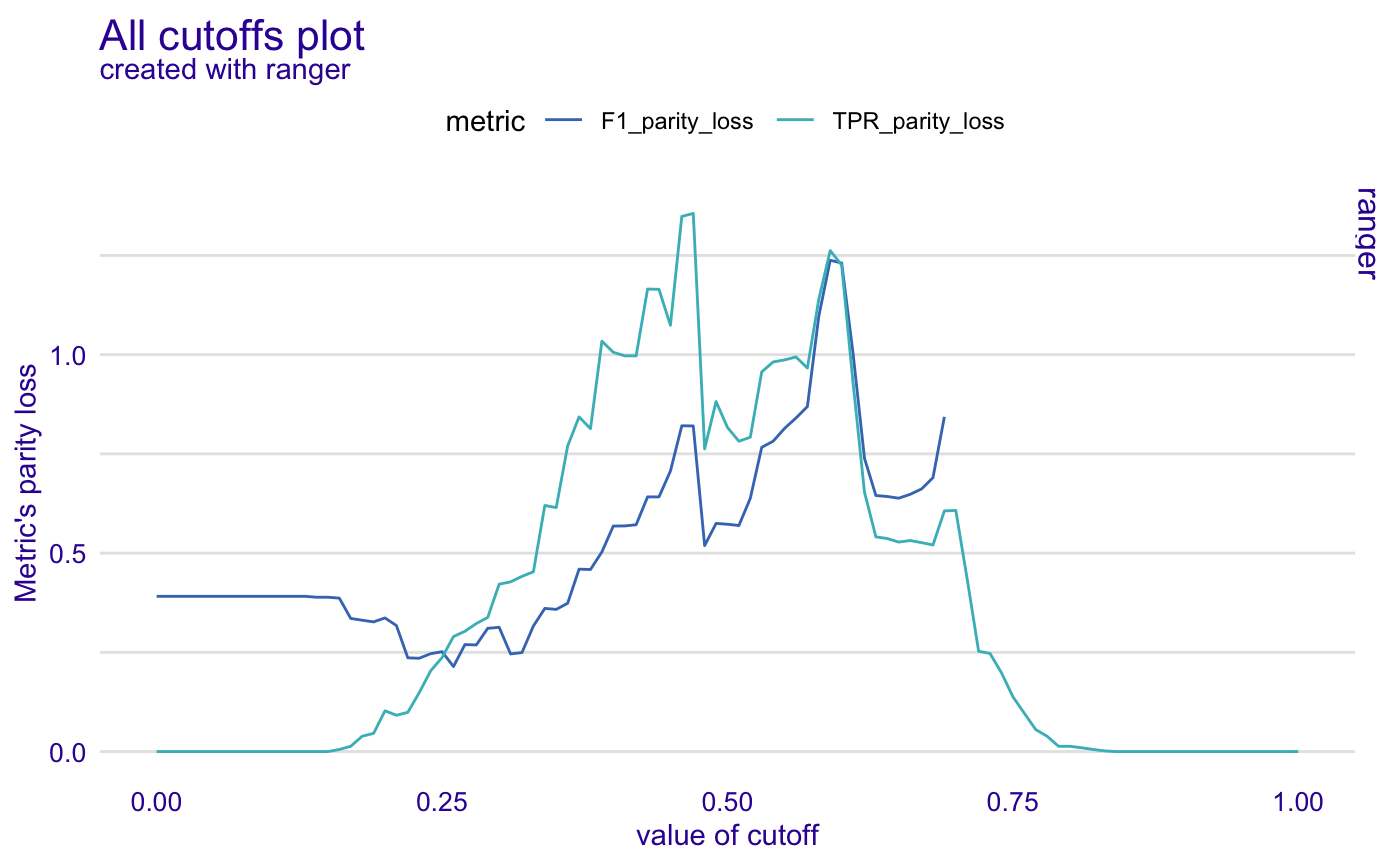 All cutoffs plot
created with ranger
metric F1_parity_loss TPR_parity_loss
ranger
Metric's parity loss
1.0
0.5
0.0
0.00 0.25 0.50 0.75 1.00
value of cutoff